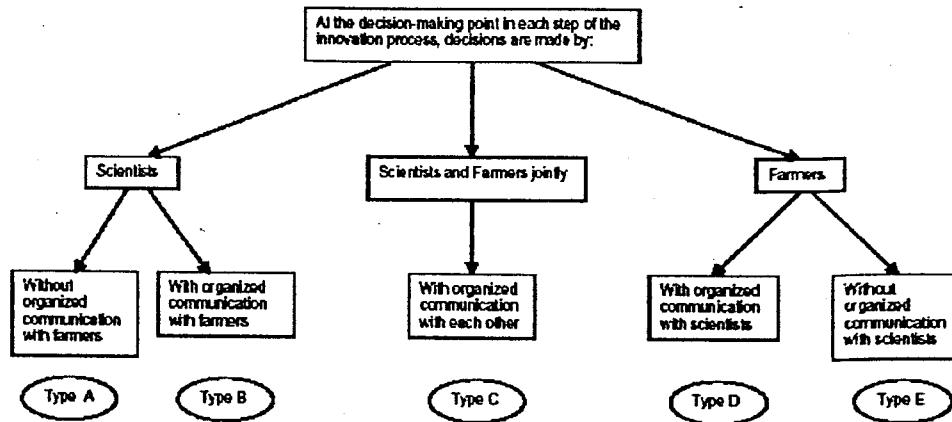 At the decision-making point in each step of the
innovation process, decisions are made by:
Scientists
Scientists and Farmers jointly
Farmers
Without
organized
communication
with farmers
With organized
communication
with farmers
With organized
communication
with each other
With organized
communication
with scientists
Without
organized
communication
with scientists
Type A
Type B
Type C
Type D
Type E